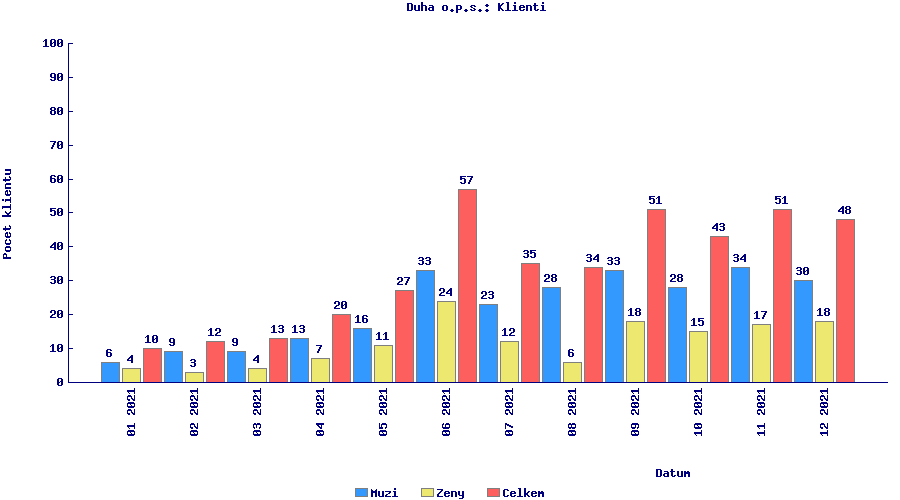 Duha o.p.s.: Klienti
Pocet klientu
100
90
80
70
60
50
40
30
20
10
0
6 4 10 9 3 12 9 4 13 13 7 20 16 11 27 33 24 57 23 12 35 28 6 34 33 18 51 28 15 43 34 17 51 30 18 48
01 2021 02 2021 03 2021 04 2021 05 2021 06 2021 07 2021 08 2021 09 2021 10 2021 11 2021 12 2021
Datum
Muzi Zeny Celkem